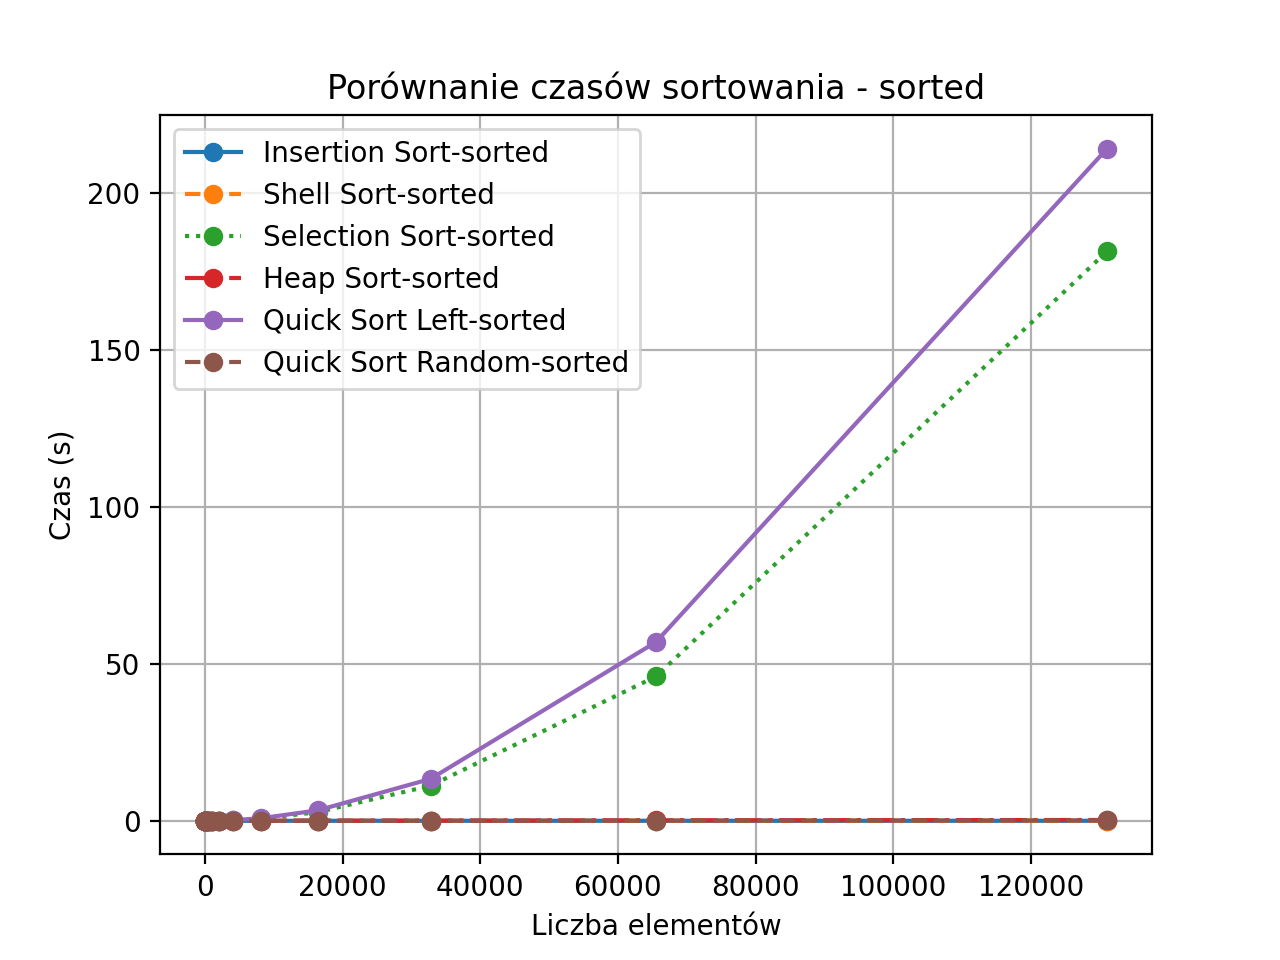 Porównanie czasów sortowania - sorted
Insertion Sort-sorted
Shell Sort-sorted
Selection Sort-sorted
Heap Sort-sorted
Quick Sort Left-sorted
Quick Sort Random-sorted
200
150
100
50
0
Czas (s)
0 20000 40000 60000 80000 100000 120000
Liczba elementów